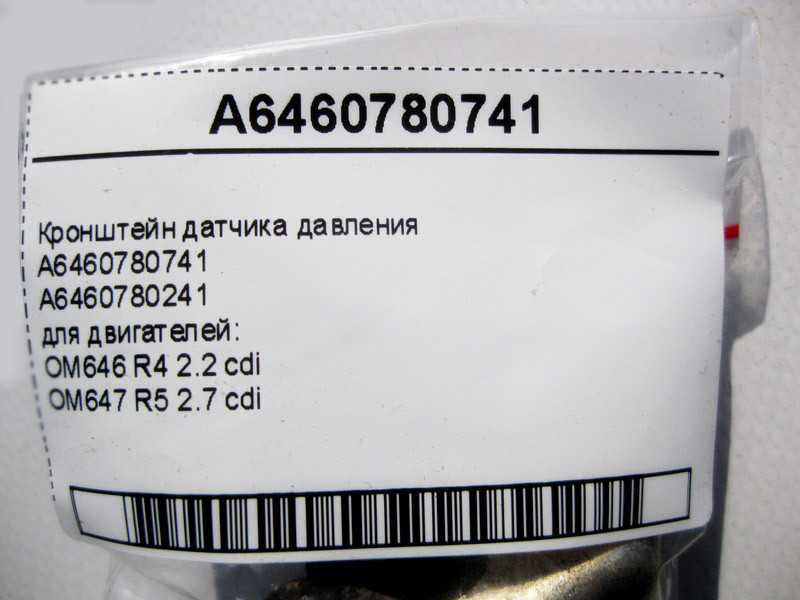 A6460780741
Кронштейн датчика давления
A6460780741
A6460780241
для двигателей:
OM646 R4 2.2 cdi
OM647 R5 2.7 cdi